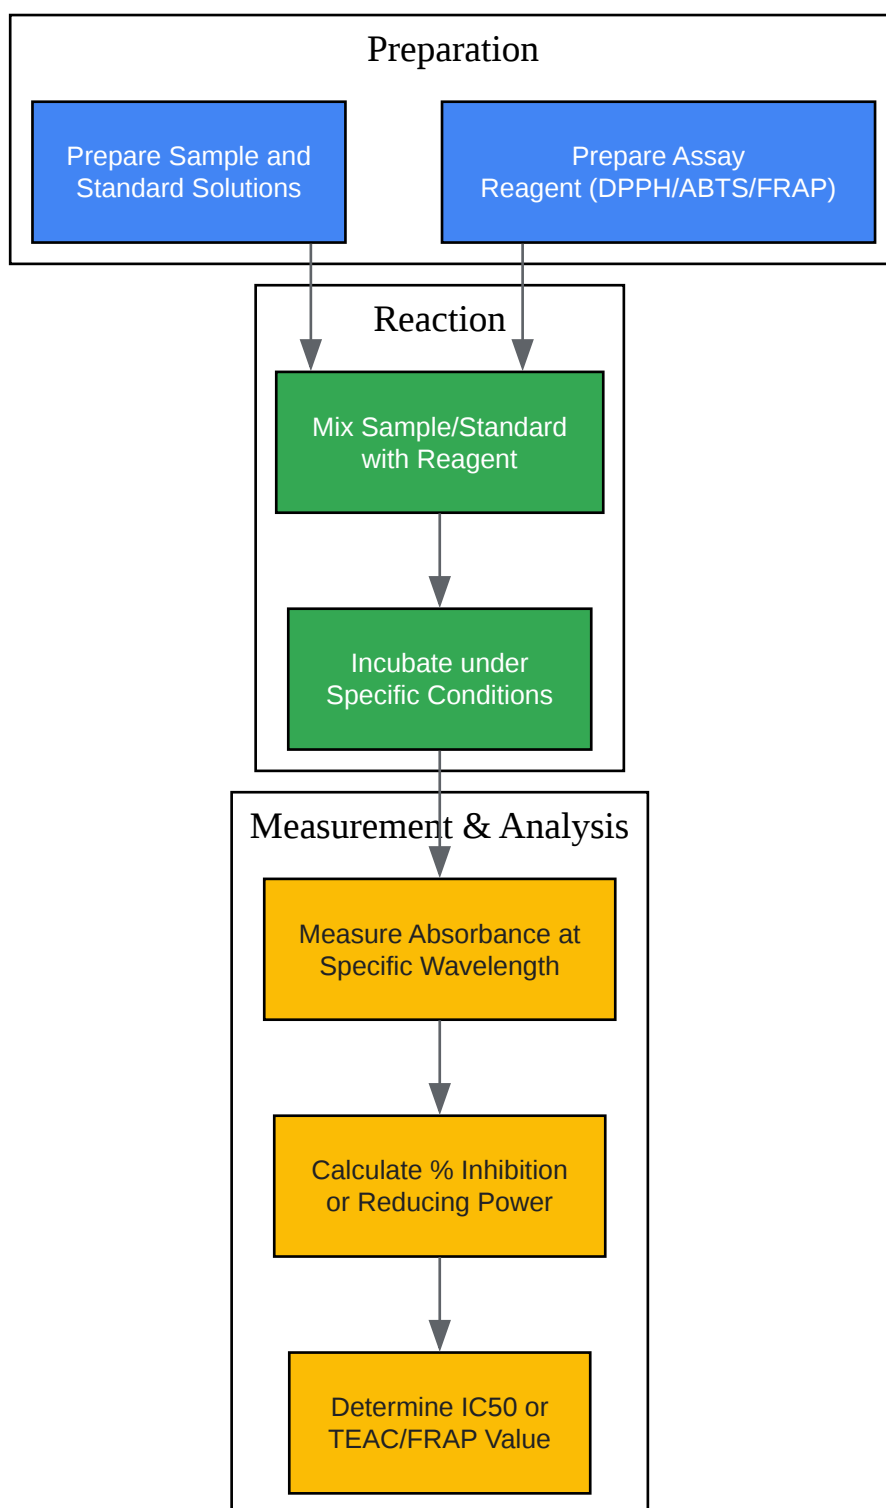 Preparation
Prepare Sample and
Standard Solutions
Prepare Assay
Reagent (DPPH/ABTS/FRAP)
Reaction
Mix Sample/Standard
with Reagent
Incubate under
Specific Conditions
Measurement & Analysis
Measure Absorbance at
Specific Wavelength
Calculate % Inhibition
or Reducing Power
Determine IC50 or
TEAC/FRAP Value